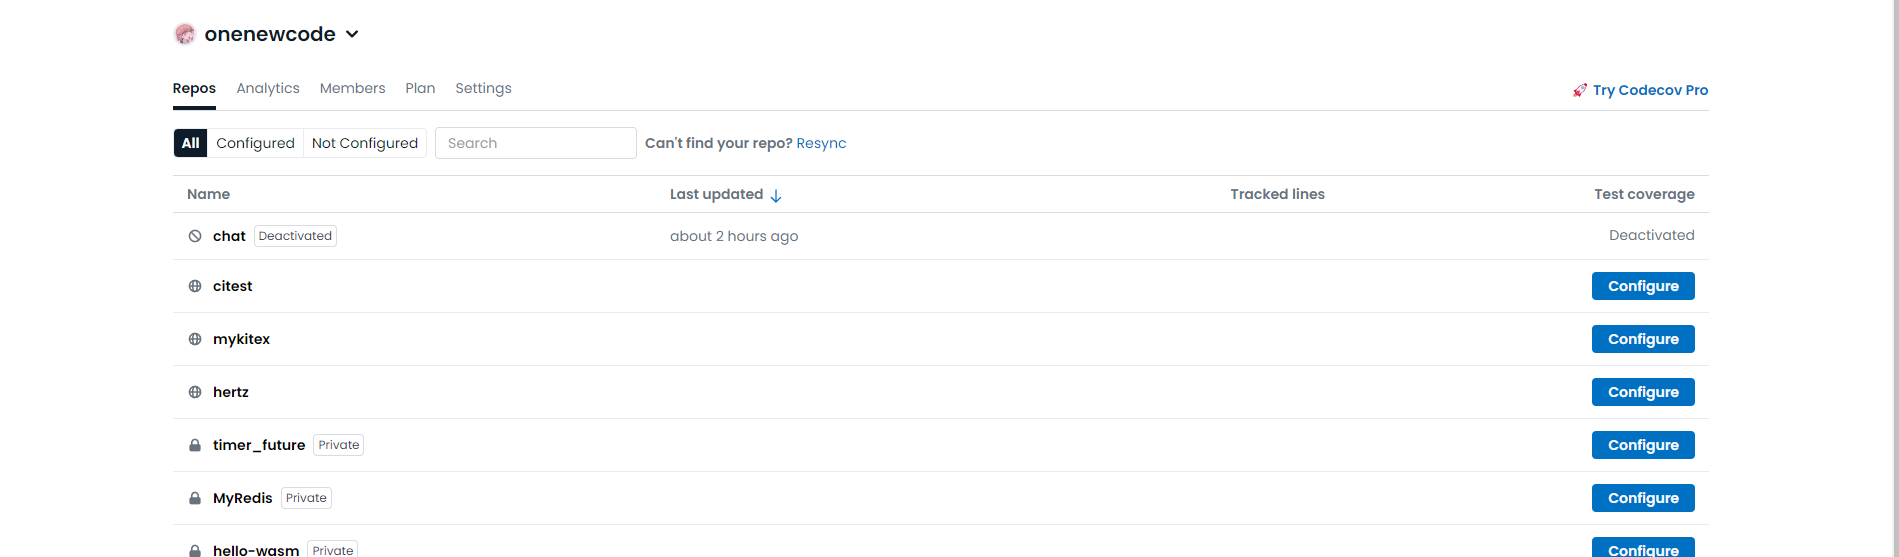 onenewcode
Repos Analytics Members Plan Settings
Try Codecov Pro
All Configured Not Configured Search Can't find your repo? Resync
Name Last updated Tracked lines Test coverage
chat Deactivated about 2 hours ago Deactivated
citest Configure
mykitex Configure
hertz Configure
timer_future Private Configure
MyRedis Private Configure
hello-wasm Private Configure